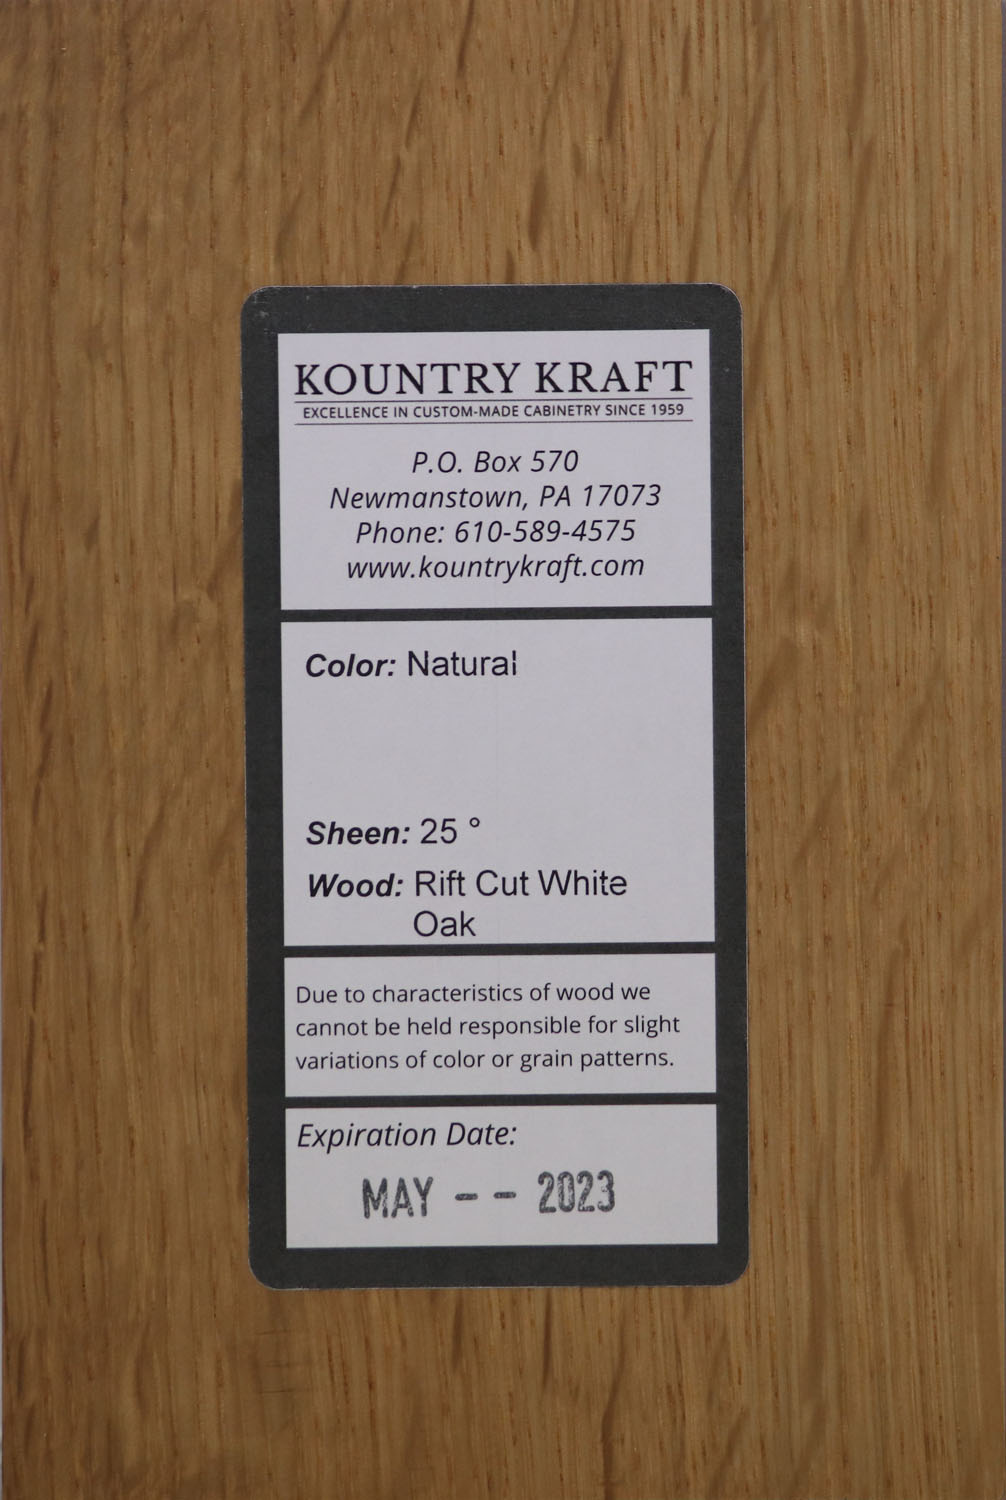 KOUNTRY KRAFT
EXCELLENCE IN CUSTOM-MADE CABINETRY SINCE 1959
P.O. Box 570
Newmanstown, PA 17073
Phone: 610-589-4575
www.kountrykraft.com
Color: Natural
Sheen: 25 °
Wood: Rift Cut White
Oak
Due to characteristics of wood we
cannot be held responsible for slight
variations of color or grain patterns.
Expiration Date:
MAY -- 2023